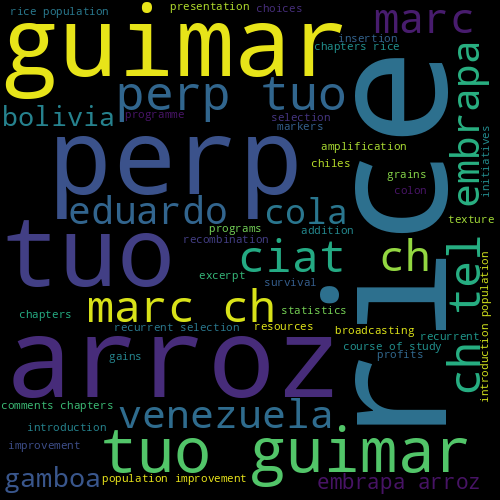 rice population
presentation
choices
guimar
marc
insertion
chapters rice
perp tuo
bolivia
programme
selection
markers
rice
embrapa
initiatives
perp
amplification
chiles
grains
colon
eduardo
cola
texture
tuo
programs
addition
recombination
ciat
ch
excerpt
survival
ch tel
introduction population
marc ch
statistics
chapters
recurrent selection
resources
broadcasting
recurrent
course of study
arroz
gains
profits
comments chapters
venezuela
introduction
tuo guimar
improvement
gamboa
population improvement
embrapa arroz